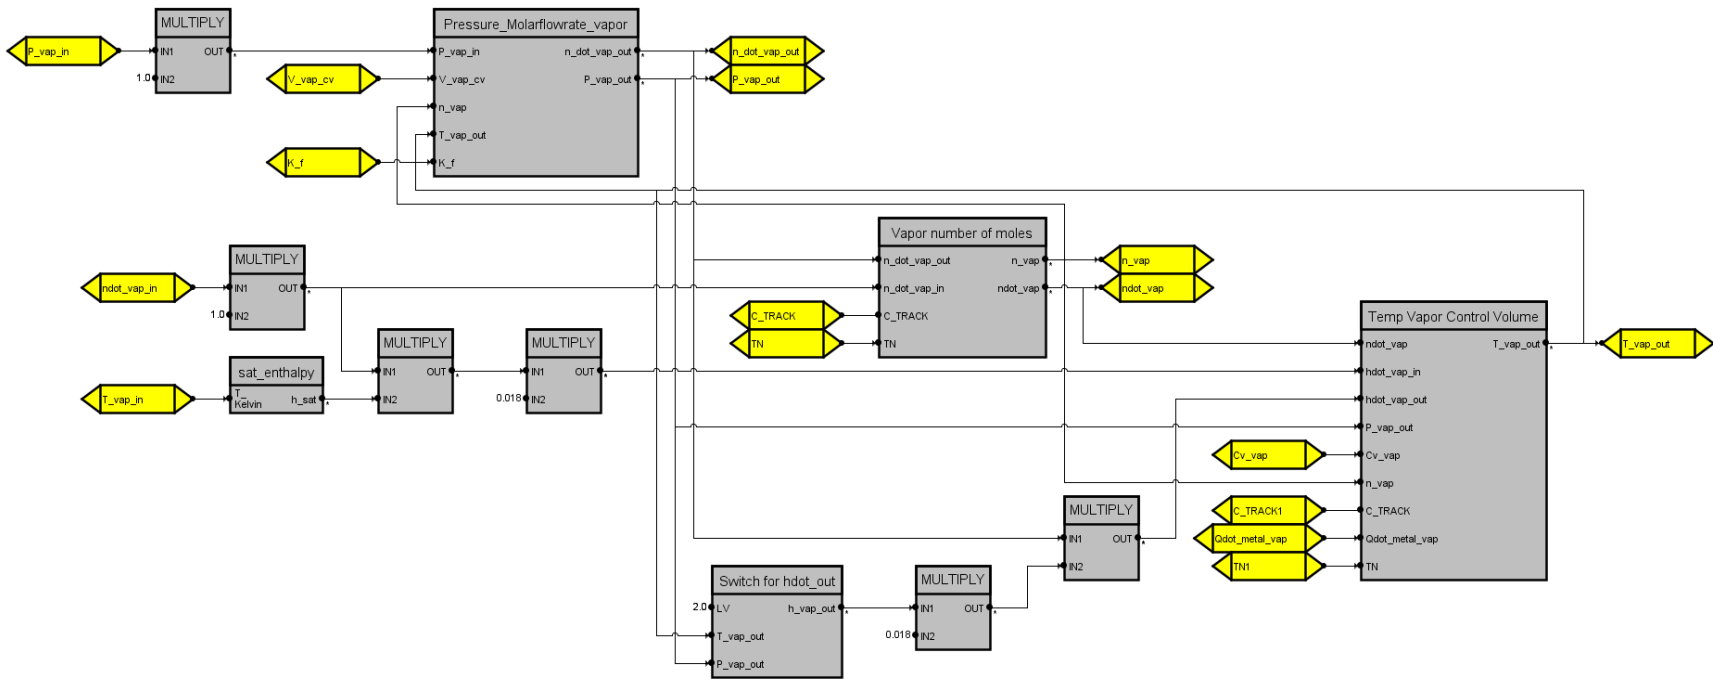 MULTIPLY
P_vap_in
IN1 OUT
*
1.0 IN2
Pressure_Molarflowrate_vapor
P_vap_in n_dot_vap_out
*
V_vap_cv
V_vap_cv P_vap_out
*
n_vap
T_vap_out
K_f
K_f
n_dot_vap_out
P_vap_out
MULTIPLY
ndot_vap_in
IN1 OUT
*
1.0 IN2
sat_enthalpy
T_vap_in
T_
Kelvin h_sat
*
MULTIPLY
IN1 OUT
*
IN2
MULTIPLY
IN1 OUT
*
0.018 IN2
Vapor number of moles
n_dot_vap_out n_vap
*
n_dot_vap_in ndot_vap
*
C_TRACK
C_TRACK
TN
TN
n_vap
ndot_vap
Temp Vapor Control Volume
ndot_vap T_vap_out
*
hdot_vap_in
hdot_vap_out
P_vap_out
Cv_vap
Cv_vap
n_vap
C_TRACK1
C_TRACK
Qdot_metal_vap
Qdot_metal_vap
TN1
TN
T_vap_out
MULTIPLY
IN1 OUT
*
IN2
Switch for hdot_out
2.0 LV h_vap_out
*
T_vap_out
P_vap_out
MULTIPLY
IN1 OUT
*
0.018 IN2